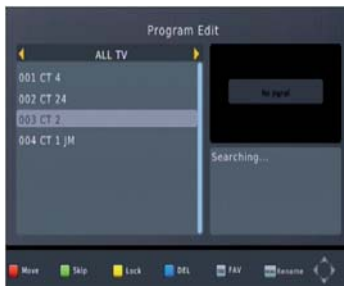 Program Edit
ALL TV
001 CT 4
002 CT 24
003 CT 2
004 CT 1 JM
No signal
Searching...
Move Skip Lock DEL FAV Rename